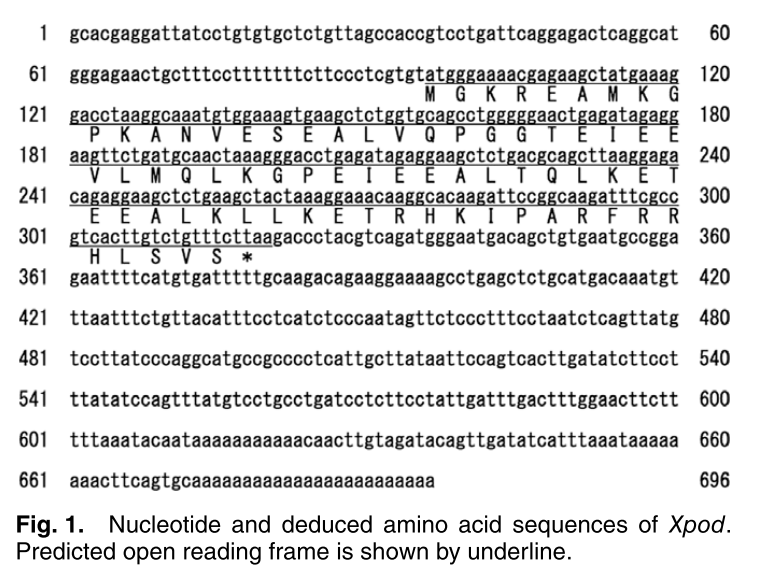 1 gcacgaggattatcctgtgtgctctgttagccaccgtcctgattcaggagactcaggcat 60
61 gggagaactgctttcctttttttcttccctcgtgtatgggaaaacgagaagctatgaaag 120
M G K R E A M K G
121 gacctaaggcaaatgtggaaagtgaagctctggtgcagcctgggggaactgagatagagg 180
P K A N V E S E A L V Q P G G T E I E E
181 aagttctgatgcaactaaagggacctgagatagaggaagctctgacgcagcttaaggaga 240
V L M Q L K G P E I E E A L T Q L K E T
241 cagaggaagctctgaagctactaaaggaaacaaggcacaagattccggcaagatttcgcc 300
E E A L K L L K E T R H K I P A R F R R
301 gtcacttgtctgtttcttaagaccctacgtcagatgggaatgacagctgtgaatgccgga 360
H L S V S *
361 gaattttcatgtgatttttgcaagacagaaggaaaagcctgagctctgcatgacaaatgt 420
421 ttaatttctgttacatttcctcatctcccaatagttctccctttcctaatctcagttatg 480
481 tccttatcccaggcatgccgcccctcattgcttataattccagtcacttgatatcttcct 540
541 ttatatccagtttatgtcctgcctgatcctcttcctattgatttgactttggaacttctt 600
601 tttaaatacaataaaaaaaaaaacaacttgtagatacagttgatatcatttaaataaaaa 660
661 aaacttcagtgcaaaaaaaaaaaaaaaaaaaaaaaa 696
Fig. 1. Nucleotide and deduced amino acid sequences of Xpod.
Predicted open reading frame is shown by underline.